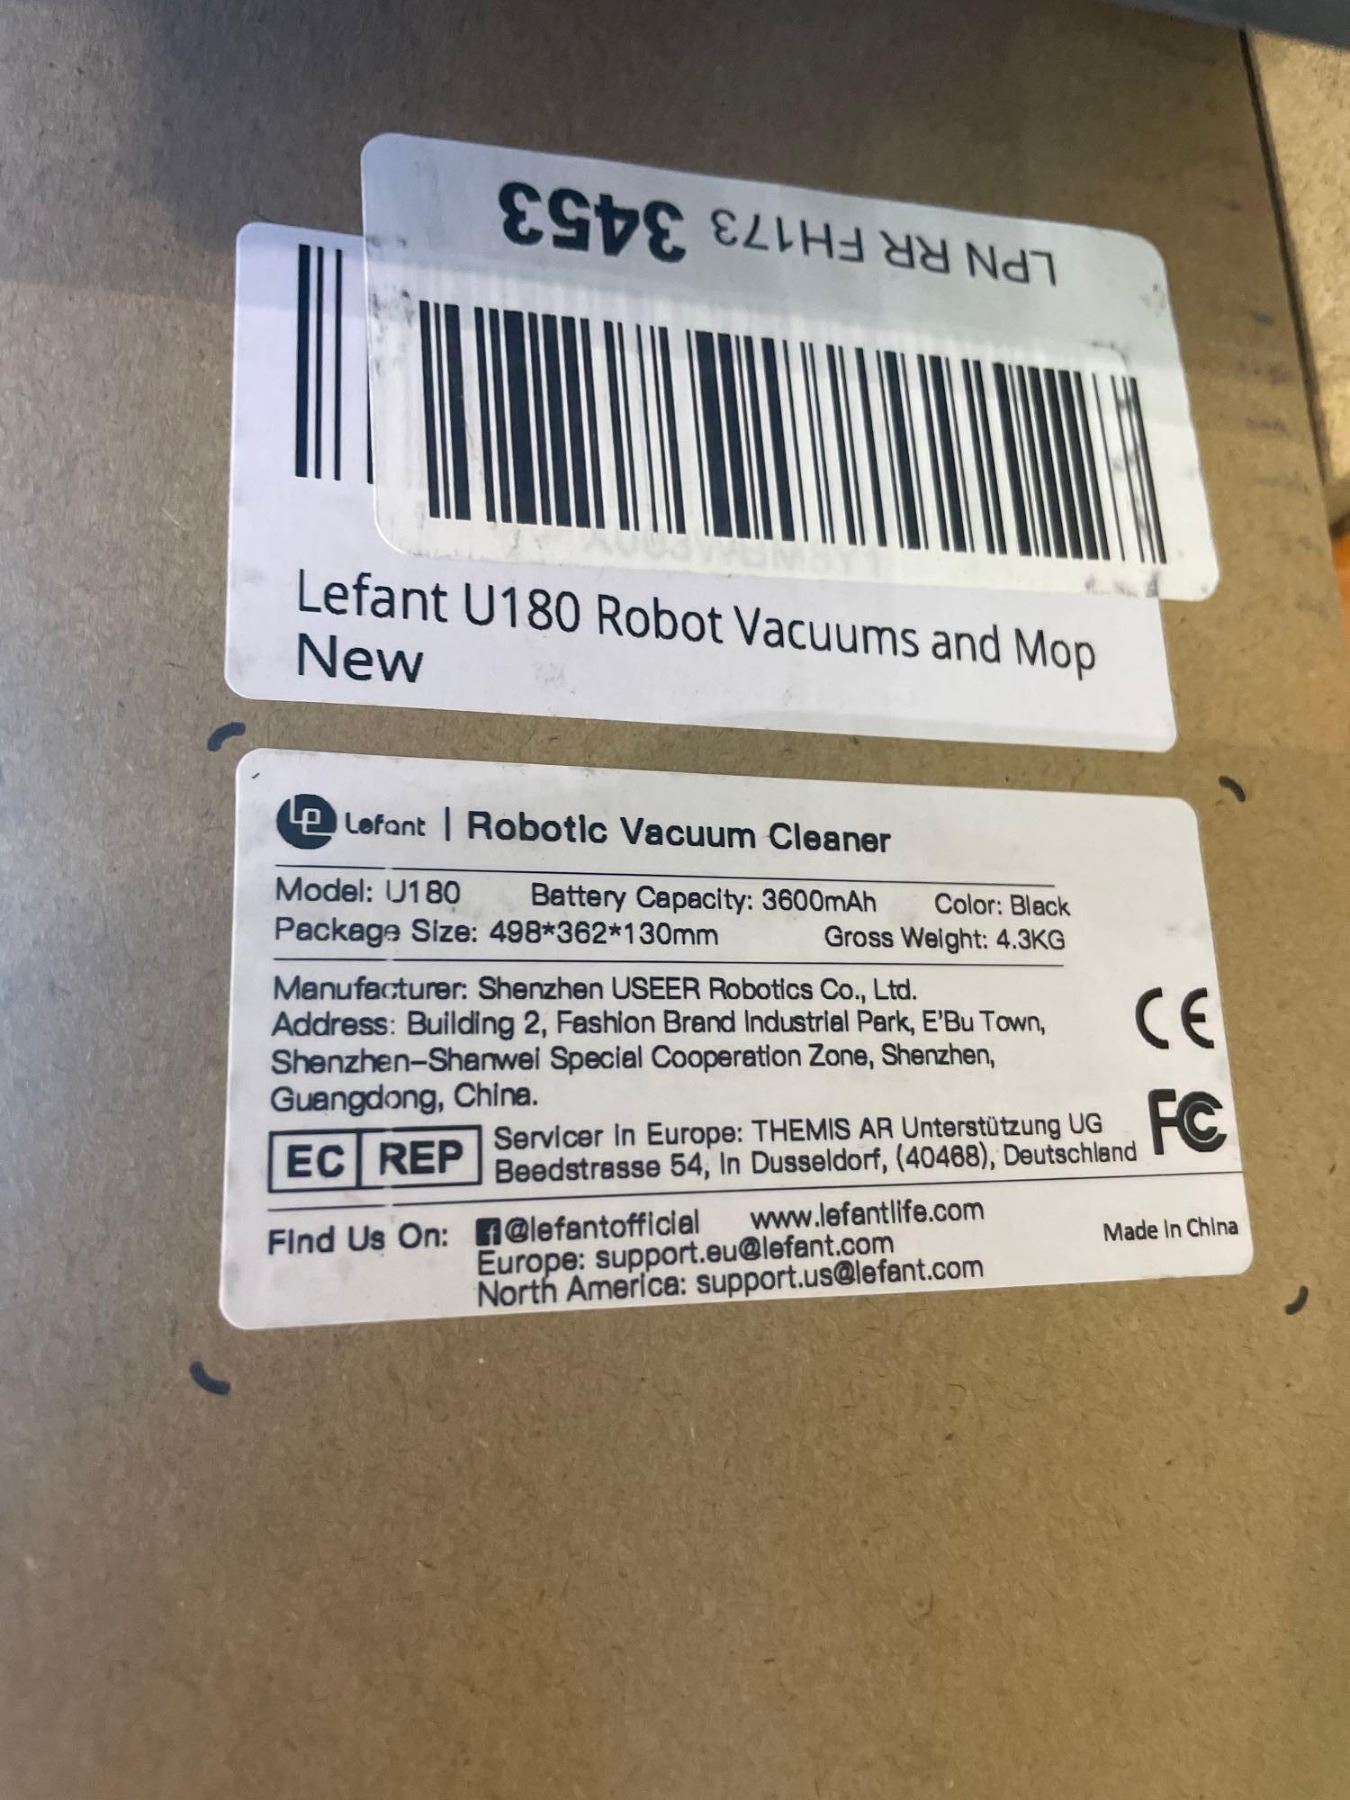 LPN RR FH173 3453
Lefant U180 Robot Vacuums and Mop
New
Lefant | Robotic Vacuum Cleaner
Model: U180 Battery Capacity: 3600mAh Color: Black
Package Size: 498*362*130mm Gross Weight: 4.3KG
Manufacturer: Shenzhen USEER Robotics Co., Ltd.
Address: Building 2, Fashion Brand Industrial Park, E'Bu Town,
Shenzhen-Shanwei Special Cooperation Zone, Shenzhen,
Guangdong, China.
CE
FC
EC REP
Servicer in Europe: THEMIS AR Unterstützung UG
Beedstrasse 54, in Dusseldorf, (40468), Deutschland
Find Us On: @lefantofficial www.lefantlife.com
Europe: support.eu@lefant.com
North America: support.us@lefant.com
Made in China